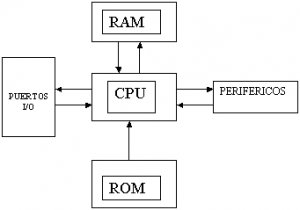 RAM
PUERTOS
I/O
CPU
PERIFERICOS
ROM